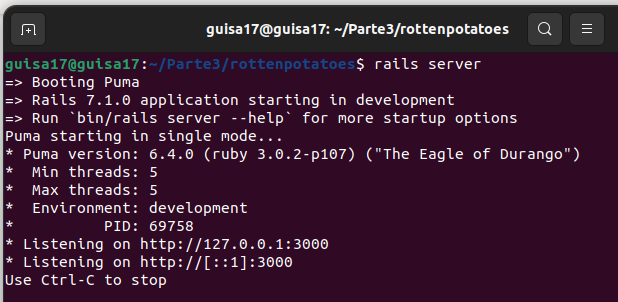 guisa17@guisa17: ~/Parte3/rottenpotatoes
guisa17@guisa17:~/Parte3/rottenpotatoes$ rails server
=> Booting Puma
=> Rails 7.1.0 application starting in development
=> Run `bin/rails server --help` for more startup options
Puma starting in single mode...
* Puma version: 6.4.0 (ruby 3.0.2-p107) ("The Eagle of Durango")
*  Min threads: 5
*  Max threads: 5
*  Environment: development
*          PID: 69758
* Listening on http://127.0.0.1:3000
* Listening on http://[::1]:3000
Use Ctrl-C to stop